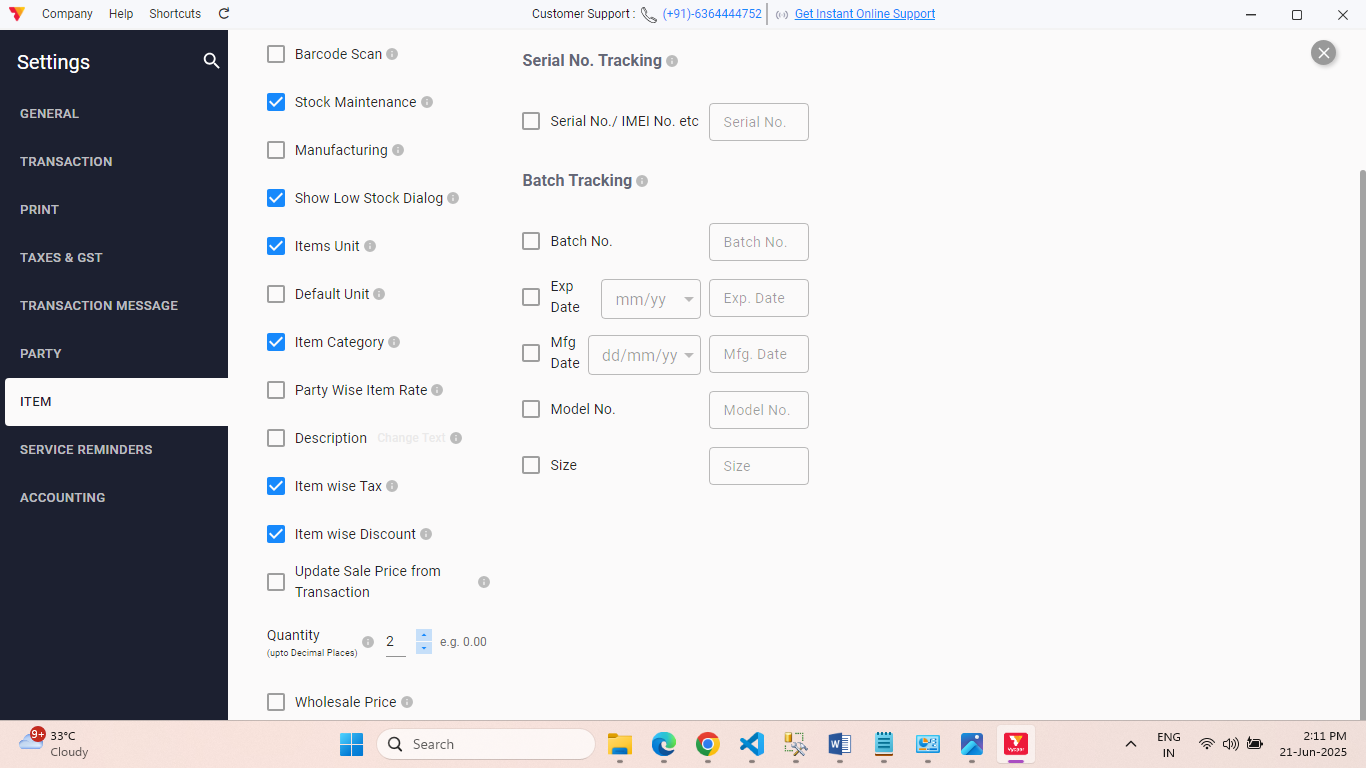 Company Help Shortcuts
Customer Support : (+91)-6364444752 Get Instant Online Support
Settings
GENERAL
TRANSACTION
PRINT
TAXES & GST
TRANSACTION MESSAGE
PARTY
ITEM
SERVICE REMINDERS
ACCOUNTING
Barcode Scan
Stock Maintenance
Manufacturing
Show Low Stock Dialog
Items Unit
Default Unit
Item Category
Party Wise Item Rate
Description Change Text
Item wise Tax
Item wise Discount
Update Sale Price from
Transaction
Quantity
(upto Decimal Places)
2 e.g. 0.00
Wholesale Price
Serial No. Tracking
Serial No./ IMEI No. etc Serial No.
Batch Tracking
Batch No. Batch No.
Exp
Date
mm/yy Exp. Date
Mfg
Date
dd/mm/yy Mfg. Date
Model No. Model No.
Size Size
9+
33°C
Cloudy
Search
Vyapar
ENG
IN
2:11 PM
21-Jun-2025